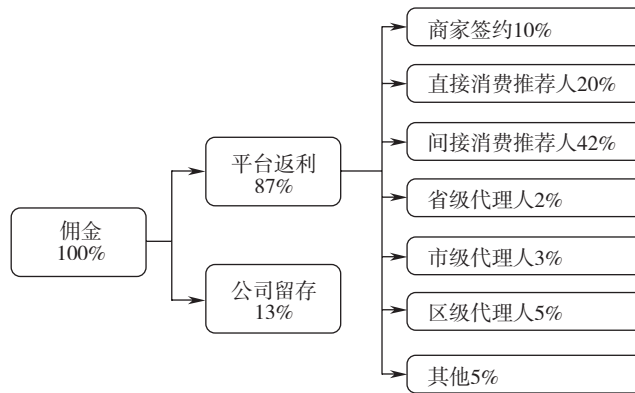 佣金
100%
平台返利
87%
公司留存
13%
商家签约10%
直接消费推荐人20%
间接消费推荐人42%
省级代理人2%
市级代理人3%
区级代理人5%
其他5%